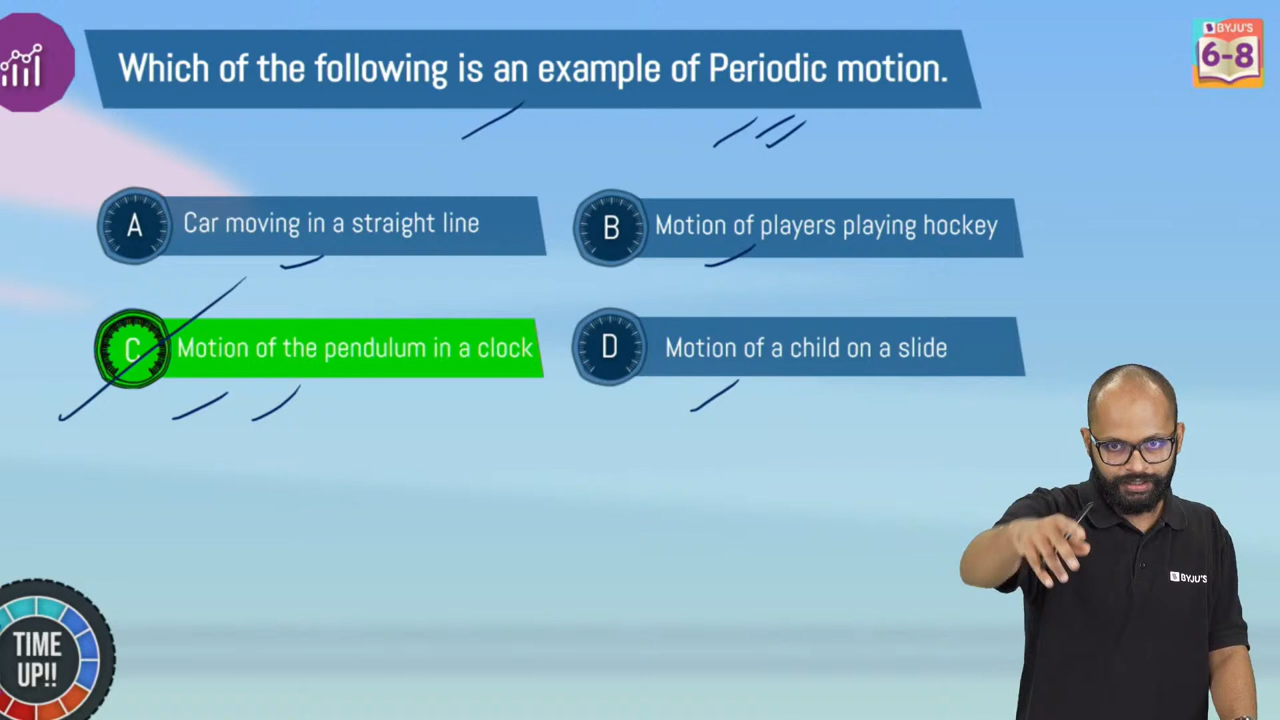 BYJU'S
6-8
Which of the following is an example of Periodic motion.
A Car moving in a straight line
B Motion of players playing hockey
C Motion of the pendulum in a clock
D Motion of a child on a slide
BYJU'S
TIME
UP!!